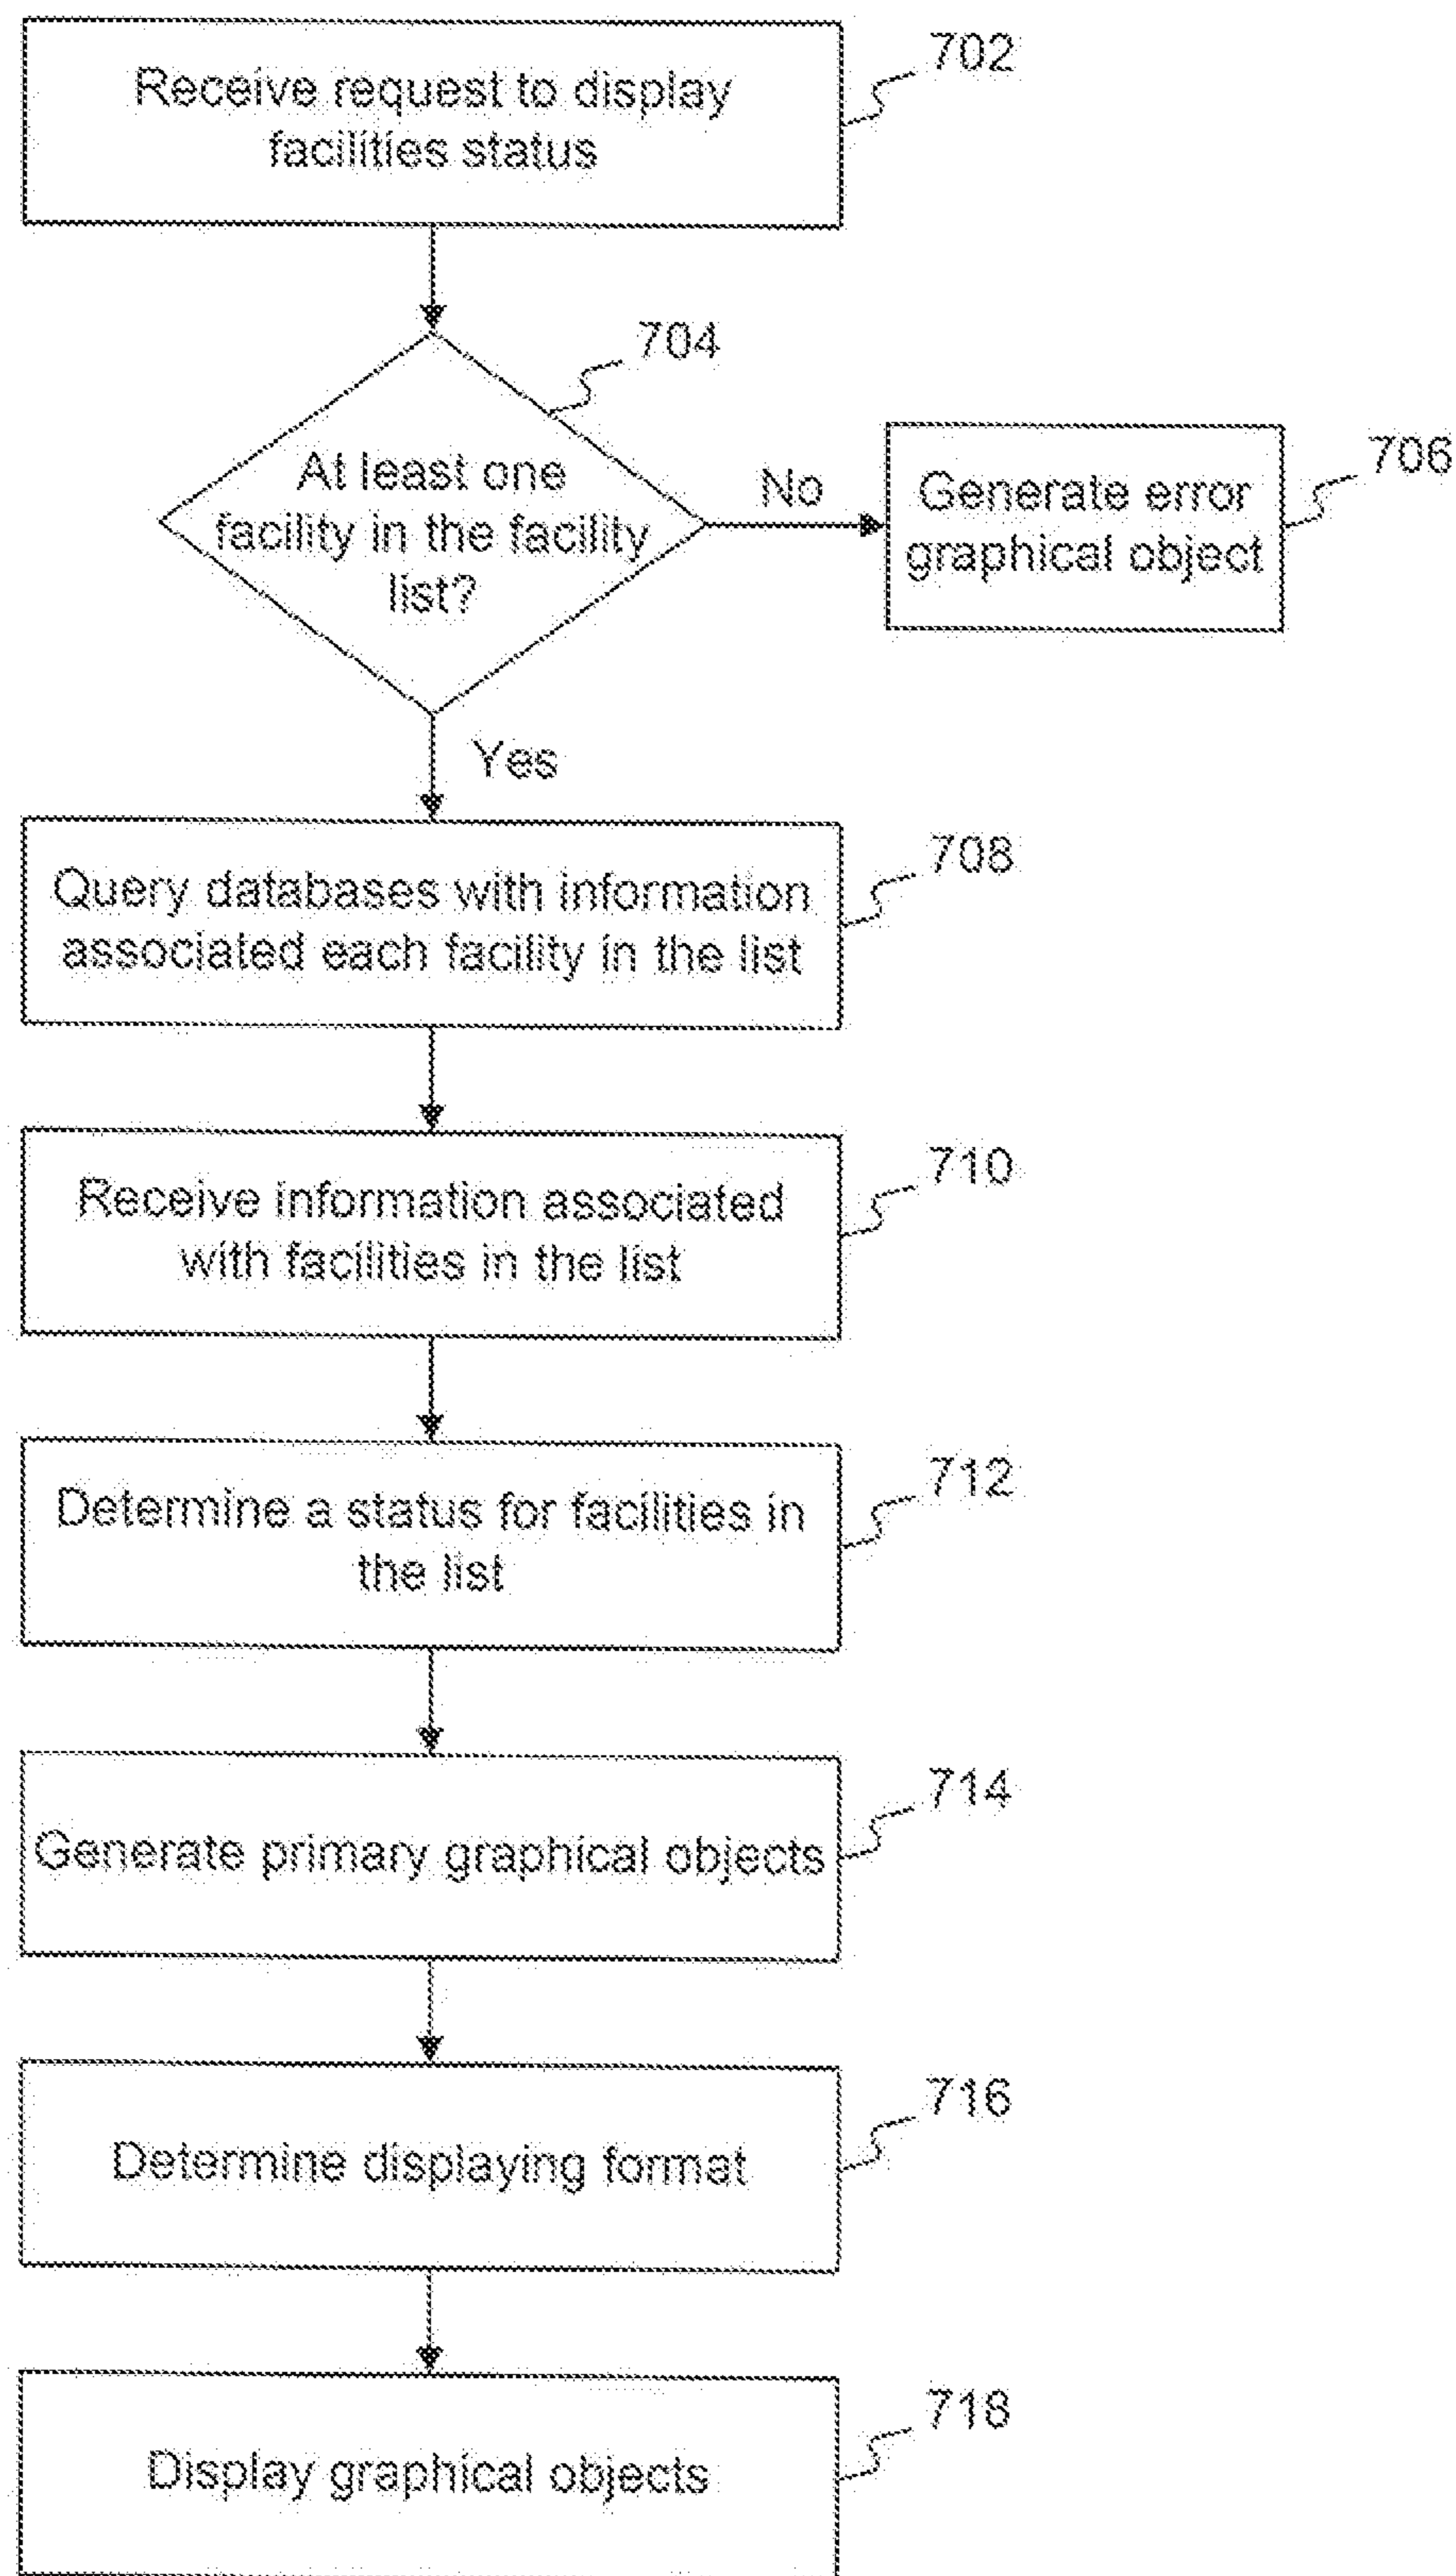 Receive request to display
facilities status
702
704
At least one
facility in the facility
list?
No
Generate error
graphical object
706
Yes
Query databases with information
associated each facility in the list
708
Receive information associated
with facilities in the list
710
Determine a status for facilities in
the list
712
Generate primary graphical objects
714
Determine displaying format
716
Display graphical objects
718